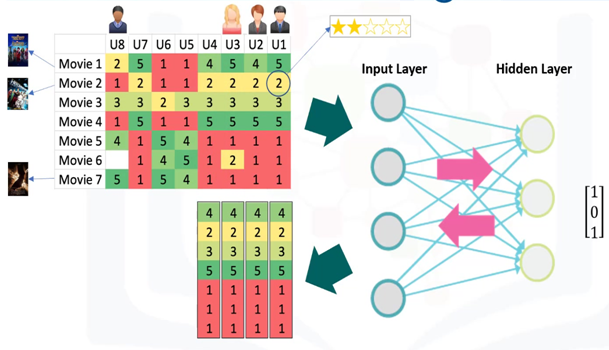 U8 U7 U6 U5 U4 U3 U2 U1
Movie 1 2 5 1 1 4 5 4 5
Movie 2 1 2 1 1 2 2 2 2
Movie 3 3 3 2 3 3 3 3 3
Movie 4 1 5 1 1 5 5 5 5
Movie 5 4 1 5 4 1 1 1 1
Movie 6 1 4 5 1 2 1 1
Movie 7 5 1 5 4 1 1 1 1
Input Layer Hidden Layer
1
0
1
4 4 4 4
2 2 2 2
3 3 3 3
5 5 5 5
1 1 1 1
1 1 1 1
1 1 1 1